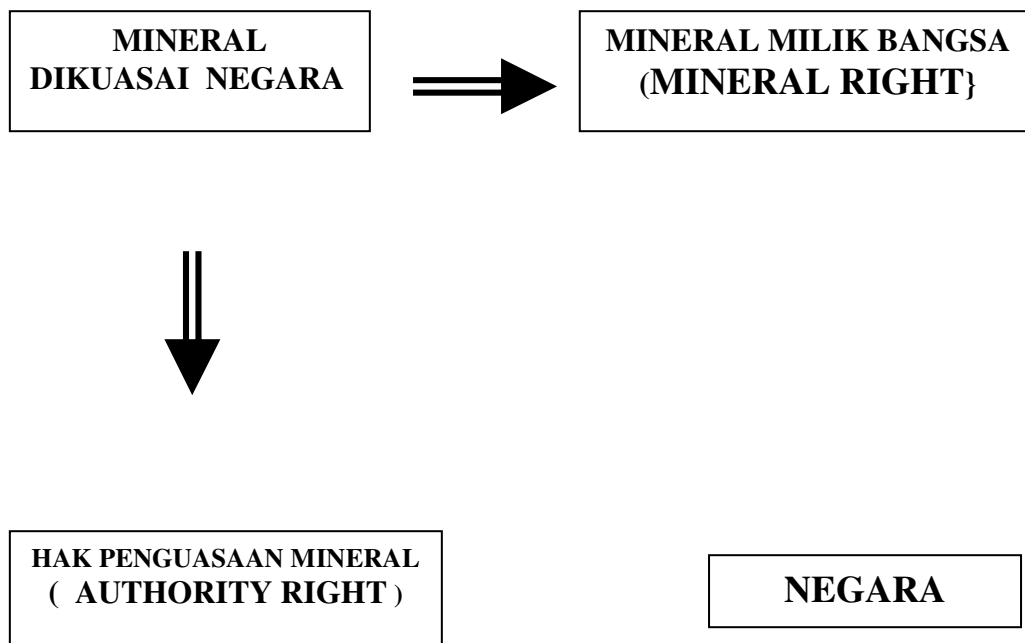 MINERAL
DIKUASAI NEGARA
MINERAL MILIK BANGSA
(MINERAL RIGHT}
HAK PENGUASAAN MINERAL
( AUTHORITY RIGHT )
NEGARA